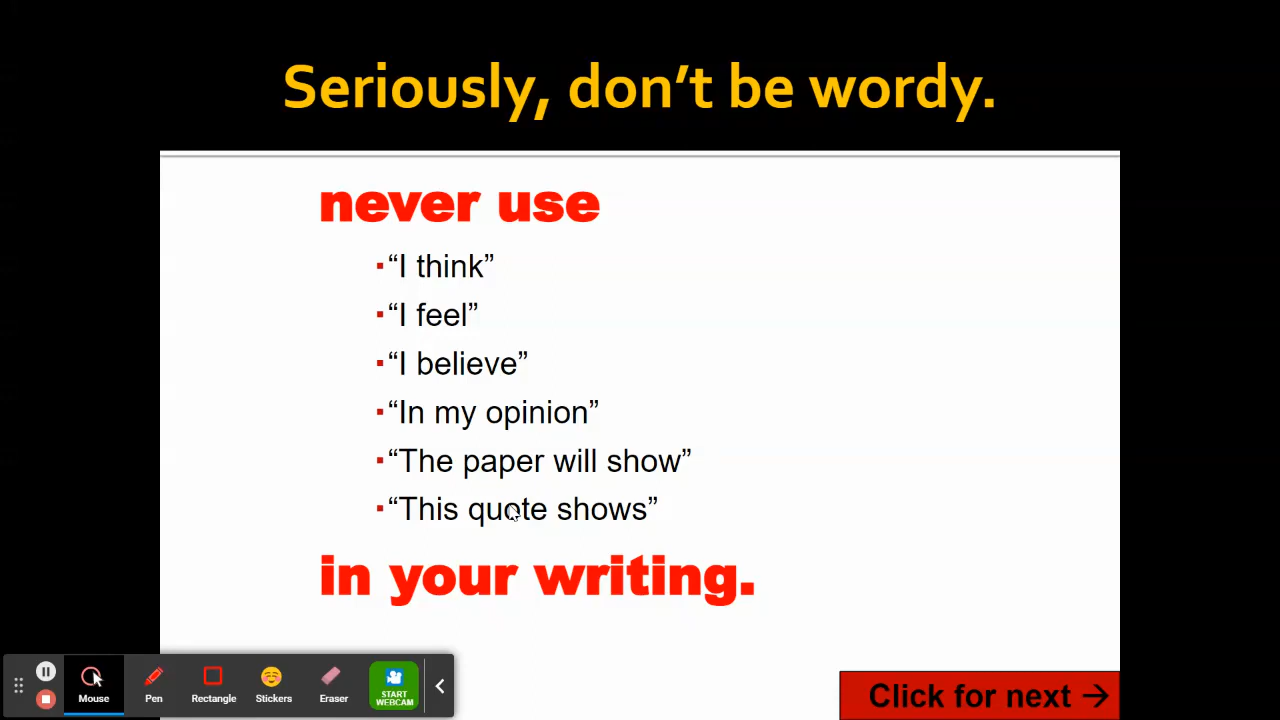 Seriously, don’t be wordy.
never use
▪“I think”
▪“I feel”
▪“I believe”
▪“In my opinion”
▪“The paper will show”
▪“This quote shows”
in your writing.
Mouse
Pen
Rectangle
Stickers
Eraser
START
WEBCAM
Click for next →